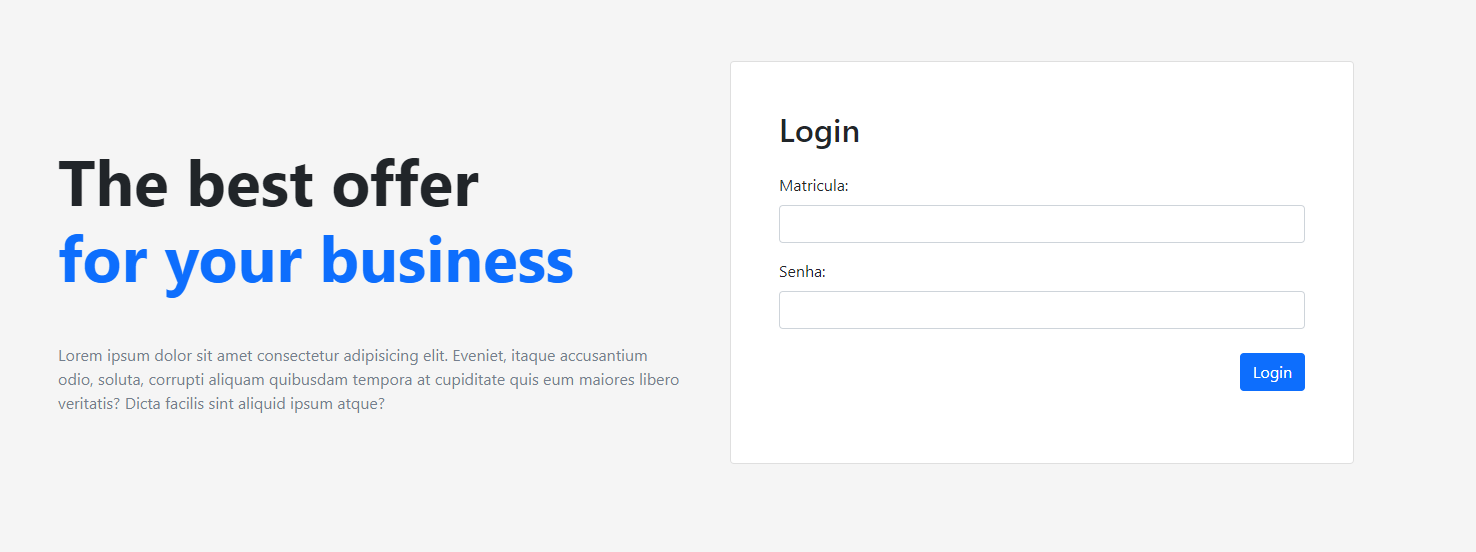 The best offer
for your business
Lorem ipsum dolor sit amet consectetur adipisicing elit. Eveniet, itaque accusantium
odio, soluta, corrupti aliquam quibusdam tempora at cupiditate quis eum maiores libero
veritatis? Dicta facilis sint aliquid ipsum atque?
Login
Matricula:
Senha:
Login